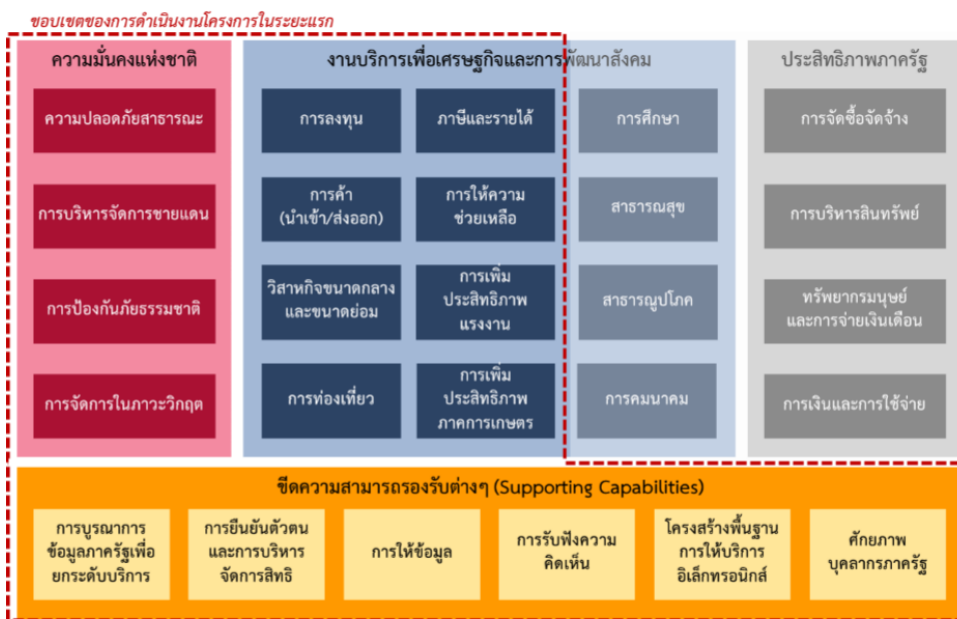 ขอบเขตของการดำเนินงานโครงการในระยะแรก
ความมั่นคงแห่งชาติ
ความปลอดภัยสาธารณะ
การบริหารจัดการชายแดน
การป้องกันภัยธรรมชาติ
การจัดการในภาวะวิกฤต
งานบริการเพื่อเศรษฐกิจและการพัฒนาสังคม
การลงทุน
ภาษีและรายได้
การศึกษา
การค้า
(นำเข้า/ส่งออก)
การให้ความ
ช่วยเหลือ
สาธารณสุข
วิสาหกิจขนาดกลาง
และขนาดย่อม
การเพิ่ม
ประสิทธิภาพ
แรงงาน
สาธารณูปโภค
การท่องเที่ยว
การเพิ่ม
ประสิทธิภาพ
ภาคการเกษตร
การคมนาคม
ประสิทธิภาพภาครัฐ
การจัดซื้อจัดจ้าง
การบริหารสินทรัพย์
ทรัพยากรมนุษย์
และการจ่ายเงินเดือน
การเงินและการใช้จ่าย
ขีดความสามารถรองรับต่างๆ (Supporting Capabilities)
การบูรณาการ
ข้อมูลภาครัฐเพื่อ
ยกระดับบริการ
การยืนยันตัวตน
และการบริหาร
จัดการสิทธิ
การให้ข้อมูล
การรับฟังความ
คิดเห็น
โครงสร้างพื้นฐาน
การให้บริการ
อิเล็กทรอนิกส์
ศักยภาพ
บุคลากรภาครัฐ